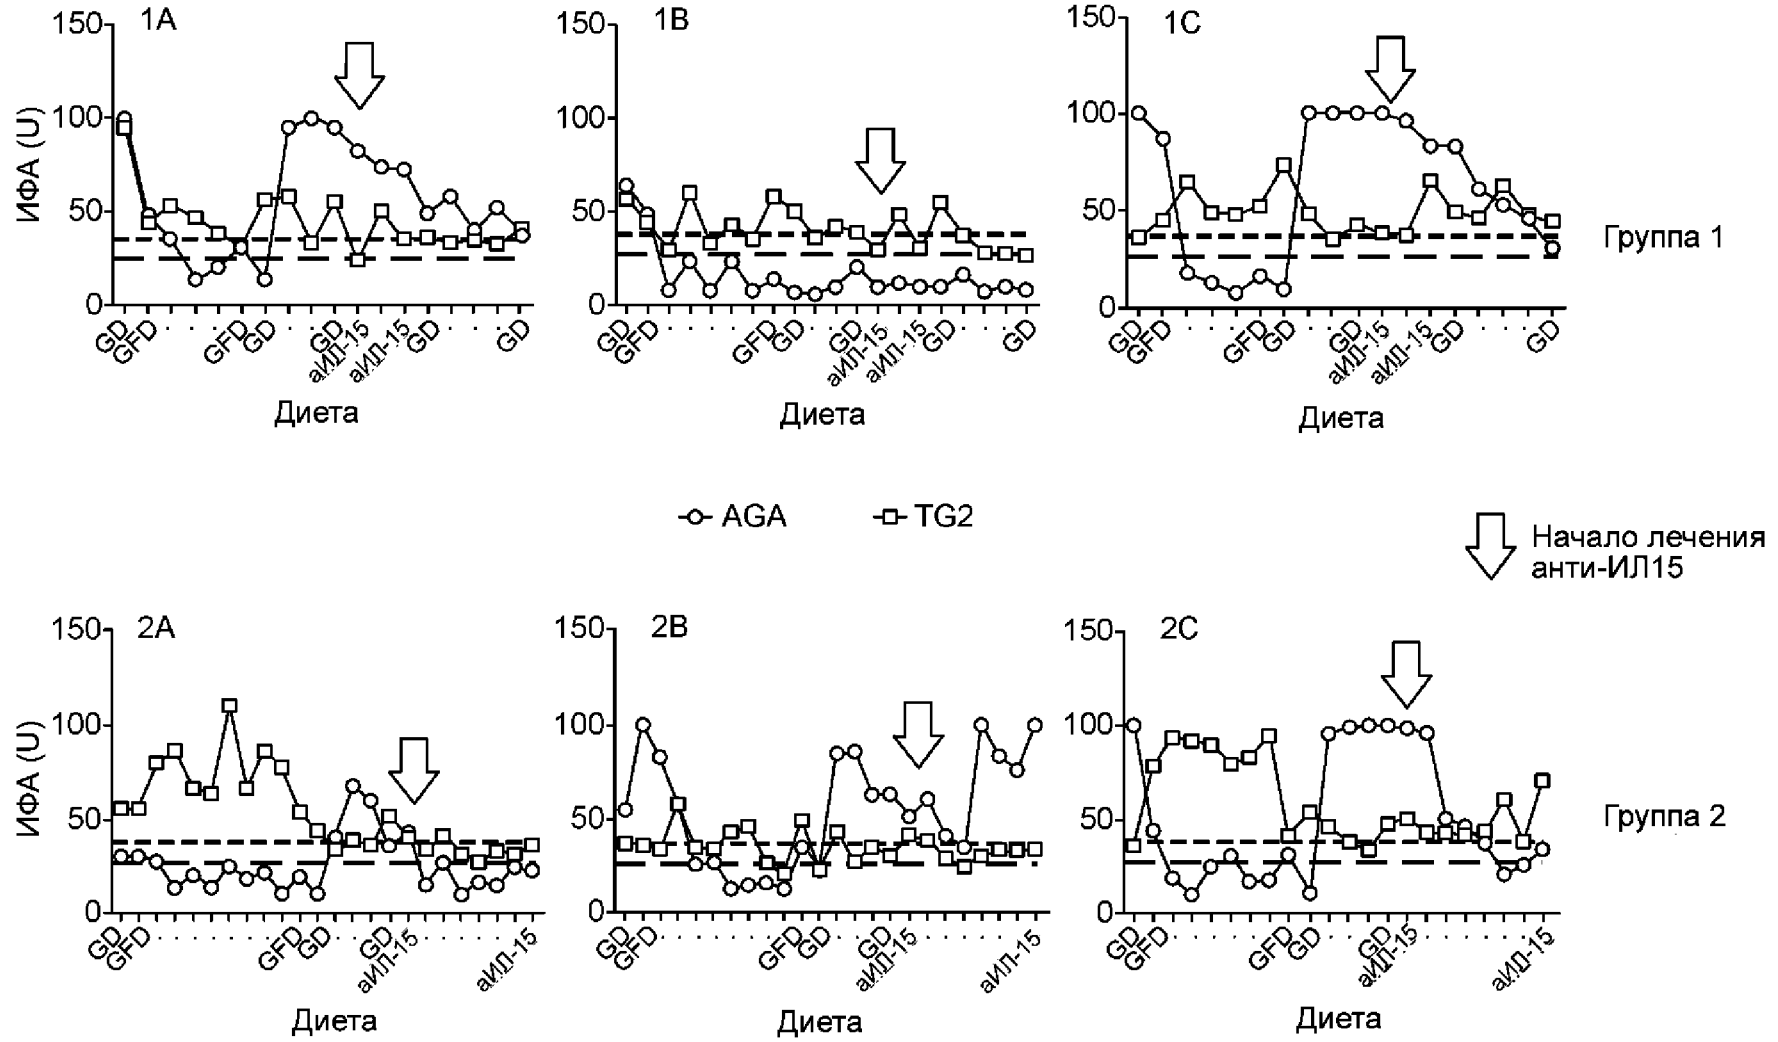 1A
1B
1C
150
100
50
0
ИФА (U)
GD
GFD
GFD
GD
GD
аИЛ-15
аИЛ-15
GD
GD
Диета
150
100
50
0
GD
GFD
GFD
GD
GD
аИЛ-15
аИЛ-15
GD
GD
Диета
150
100
50
0
GD
GFD
GFD
GD
GD
аИЛ-15
аИЛ-15
GD
GD
Диета
Группа 1
AGA
TG2
Начало лечения
анти-ИЛ15
2A
2B
2C
150
100
50
0
ИФА (U)
GD
GFD
GFD
GD
GD
аИЛ-15
аИЛ-15
Диета
150
100
50
0
GD
GFD
GFD
GD
GD
аИЛ-15
аИЛ-15
Диета
150
100
50
0
GD
GFD
GFD
GD
GD
аИЛ-15
аИЛ-15
Диета
Группа 2